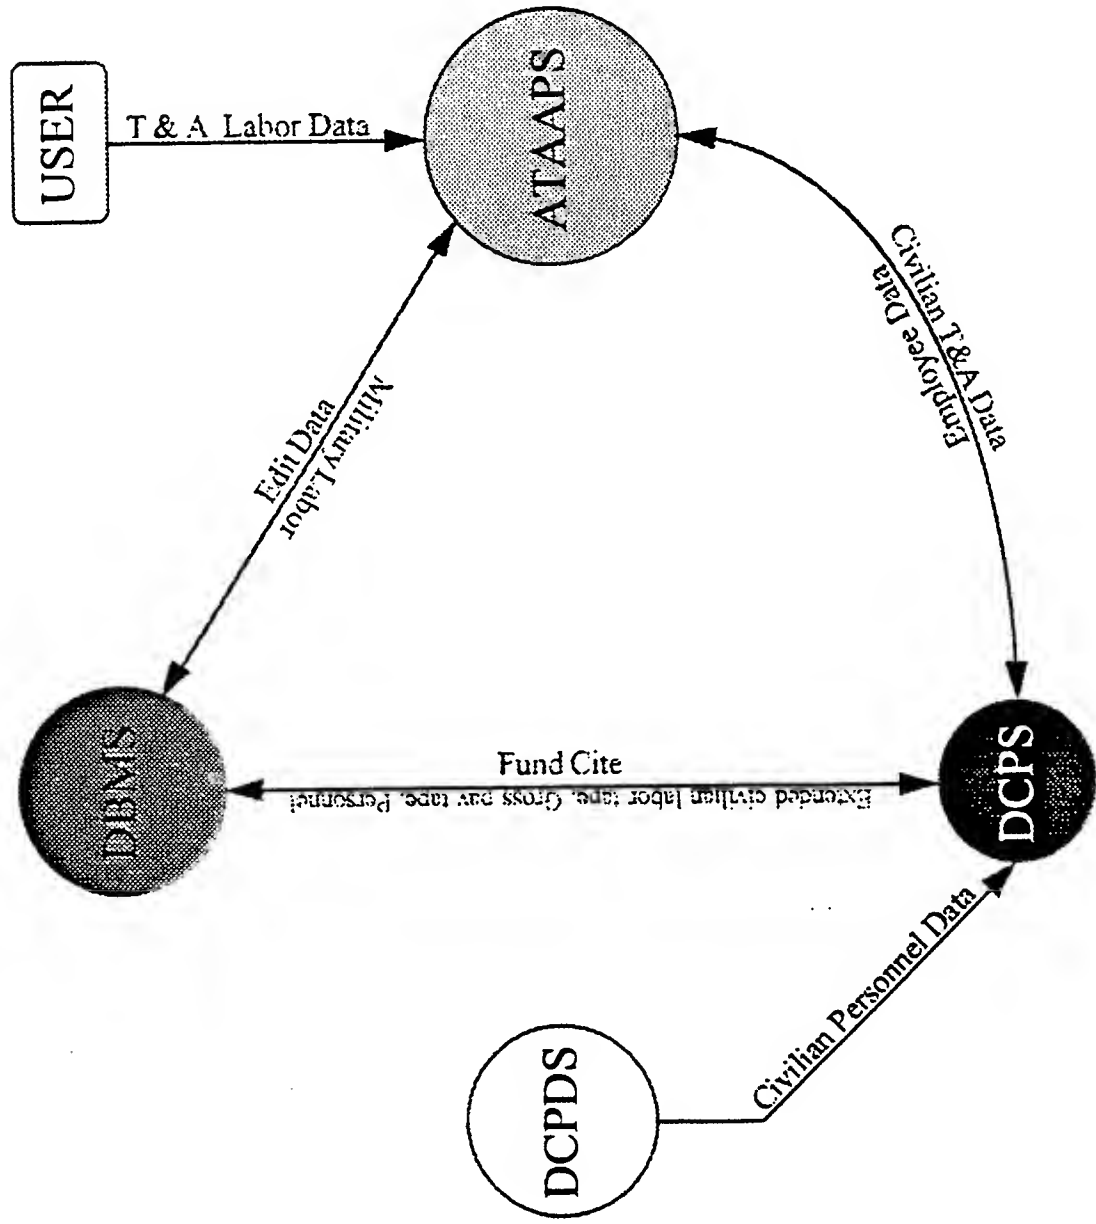 USER
T & A Labor Data
ATAAPS
Edit Data
Military Labor
DBMS
Civilian T & A Data
Employee Data
Fund Cite
Extended civilian labor tape, Gross pay tape, Personnel
DCPS
Civilian Personnel Data
DCPDS